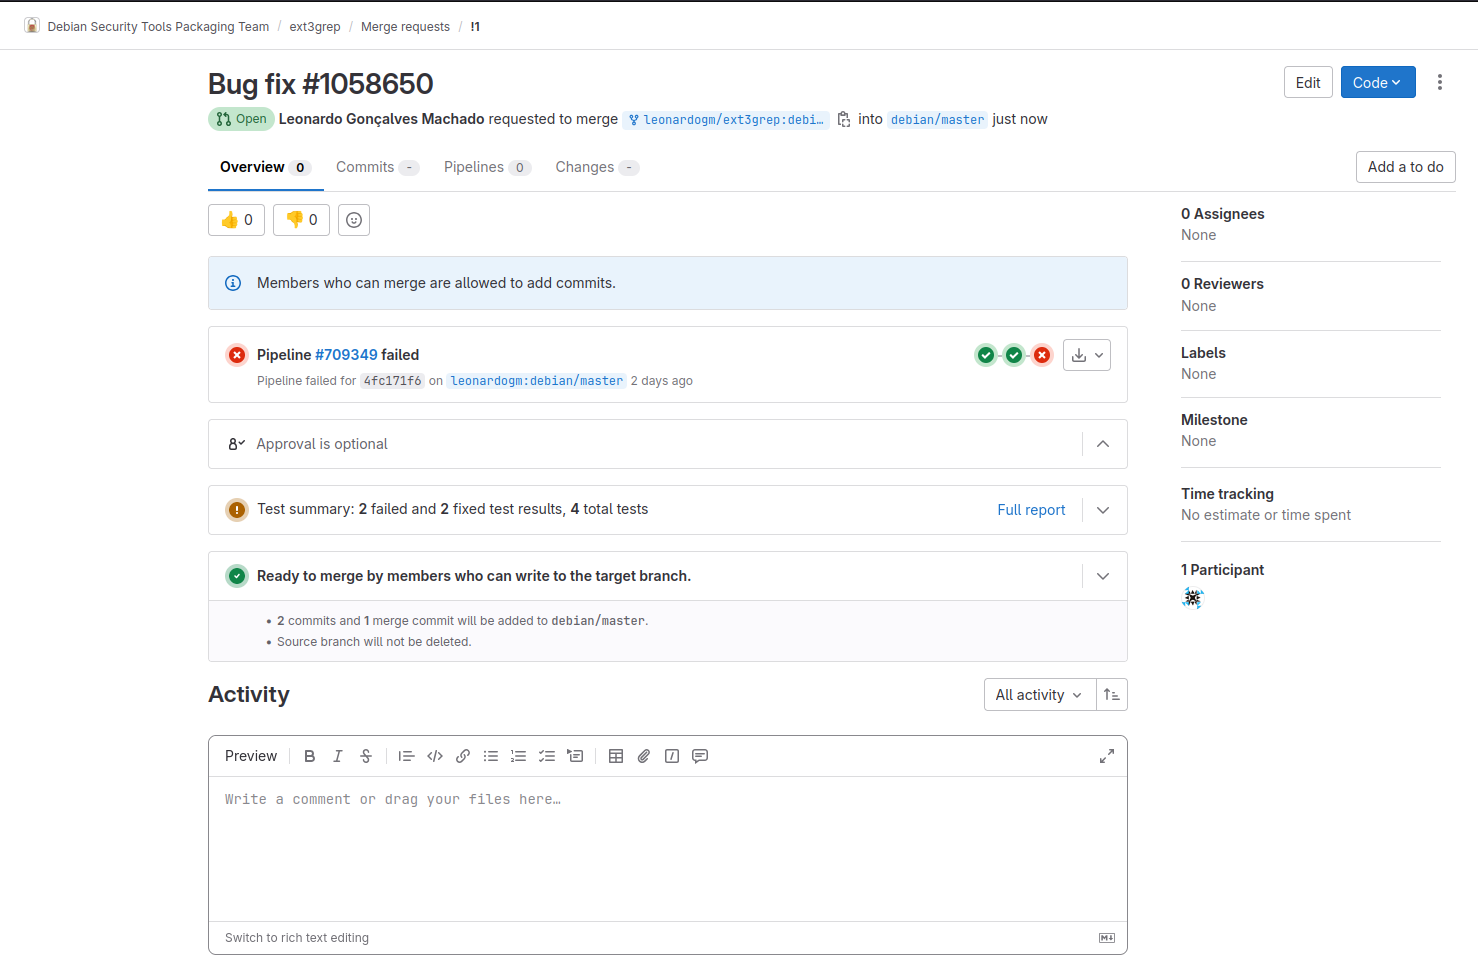 Debian Security Tools Packaging Team / ext3grep / Merge requests / !1
Bug fix #1058650
Edit
Code
Open Leonardo Gonçalves Machado requested to merge leonardogm/ext3grep:debi… into debian/master just now
Overview 0 Commits - Pipelines 0 Changes -
Add a to do
👍 0 👎 0
Members who can merge are allowed to add commits.
Pipeline #709349 failed
Pipeline failed for 4fc171f6 on leonardogm:debian/master 2 days ago
Approval is optional
Test summary: 2 failed and 2 fixed test results, 4 total tests
Full report
Ready to merge by members who can write to the target branch.
• 2 commits and 1 merge commit will be added to debian/master.
• Source branch will not be deleted.
Activity
All activity
Preview
Write a comment or drag your files here…
Switch to rich text editing
0 Assignees
None
0 Reviewers
None
Labels
None
Milestone
None
Time tracking
No estimate or time spent
1 Participant